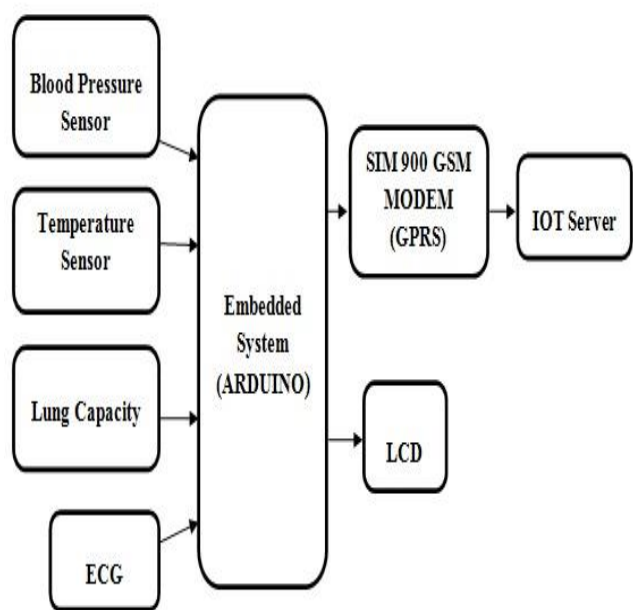 Blood Pressure
Sensor
Temperature
Sensor
Lung Capacity
ECG
Embedded
System
(ARDUINO)
SIM 900 GSM
MODEM
(GPRS)
IOT Server
LCD